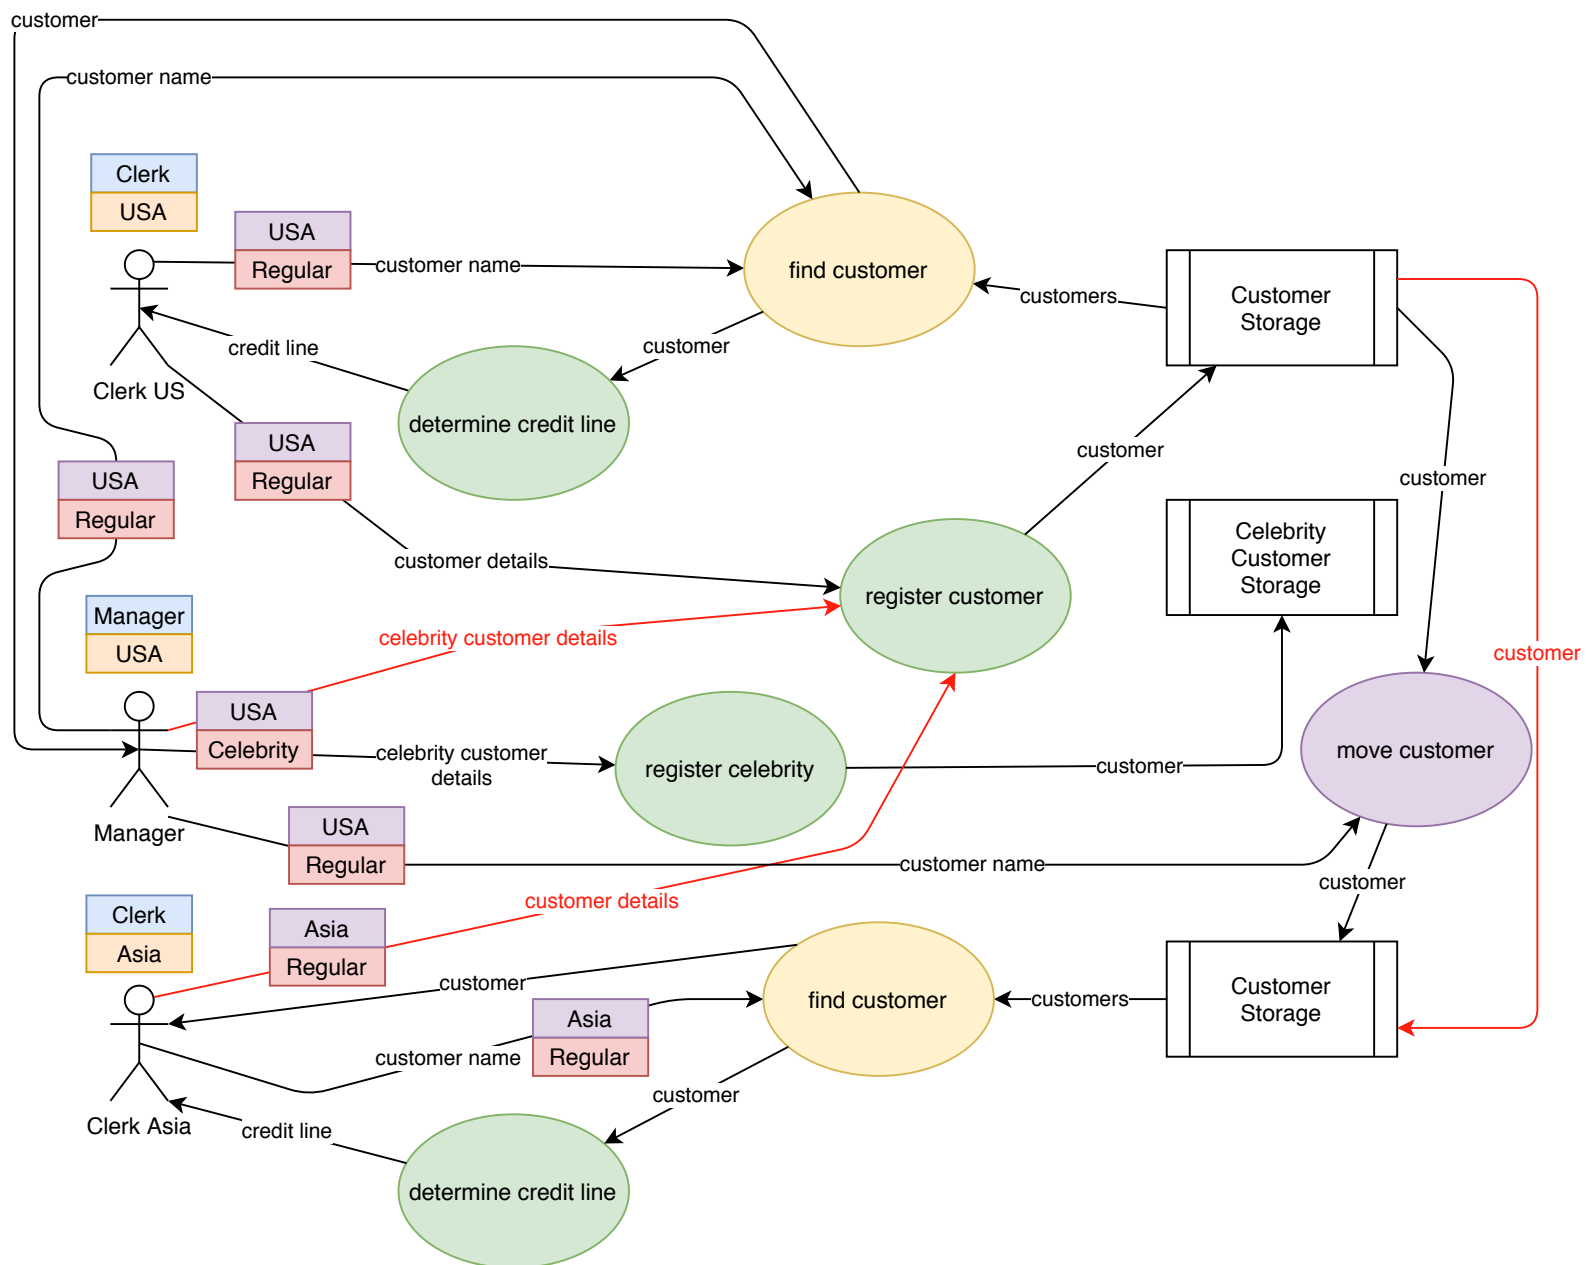 customer
customer name
Clerk
USA
USA
Regular
customer name
find customer
customers
Customer
Storage
credit line
customer
Clerk US
determine credit line
USA
Regular
customer
customer
USA
Regular
Celebrity
Customer
Storage
customer details
register customer
Manager
USA
celebrity customer details
customer
USA
Celebrity
celebrity customer
details
register celebrity
customer
move customer
Manager
USA
Regular
customer name
customer
customer details
Clerk
Asia
Asia
Regular
customer
find customer
customers
Customer
Storage
Asia
Regular
customer name
customer
Clerk Asia
credit line
determine credit line